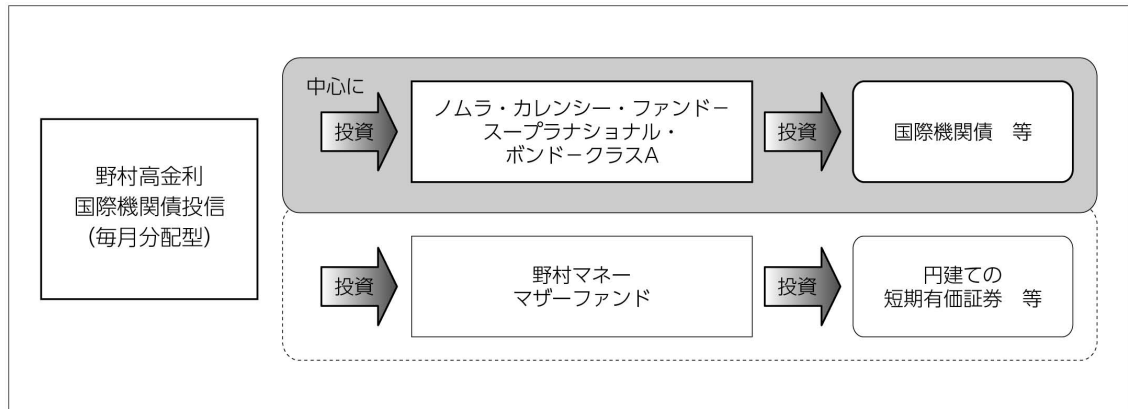 野村高金利
国際機関債投信
(毎月分配型)
中心に
投資
ノムラ・カレンシー・ファンド－
スープラナショナル・
ボンド－クラスA
投資
国際機関債　等
投資
野村マネー
マザーファンド
投資
円建ての
短期有価証券　等